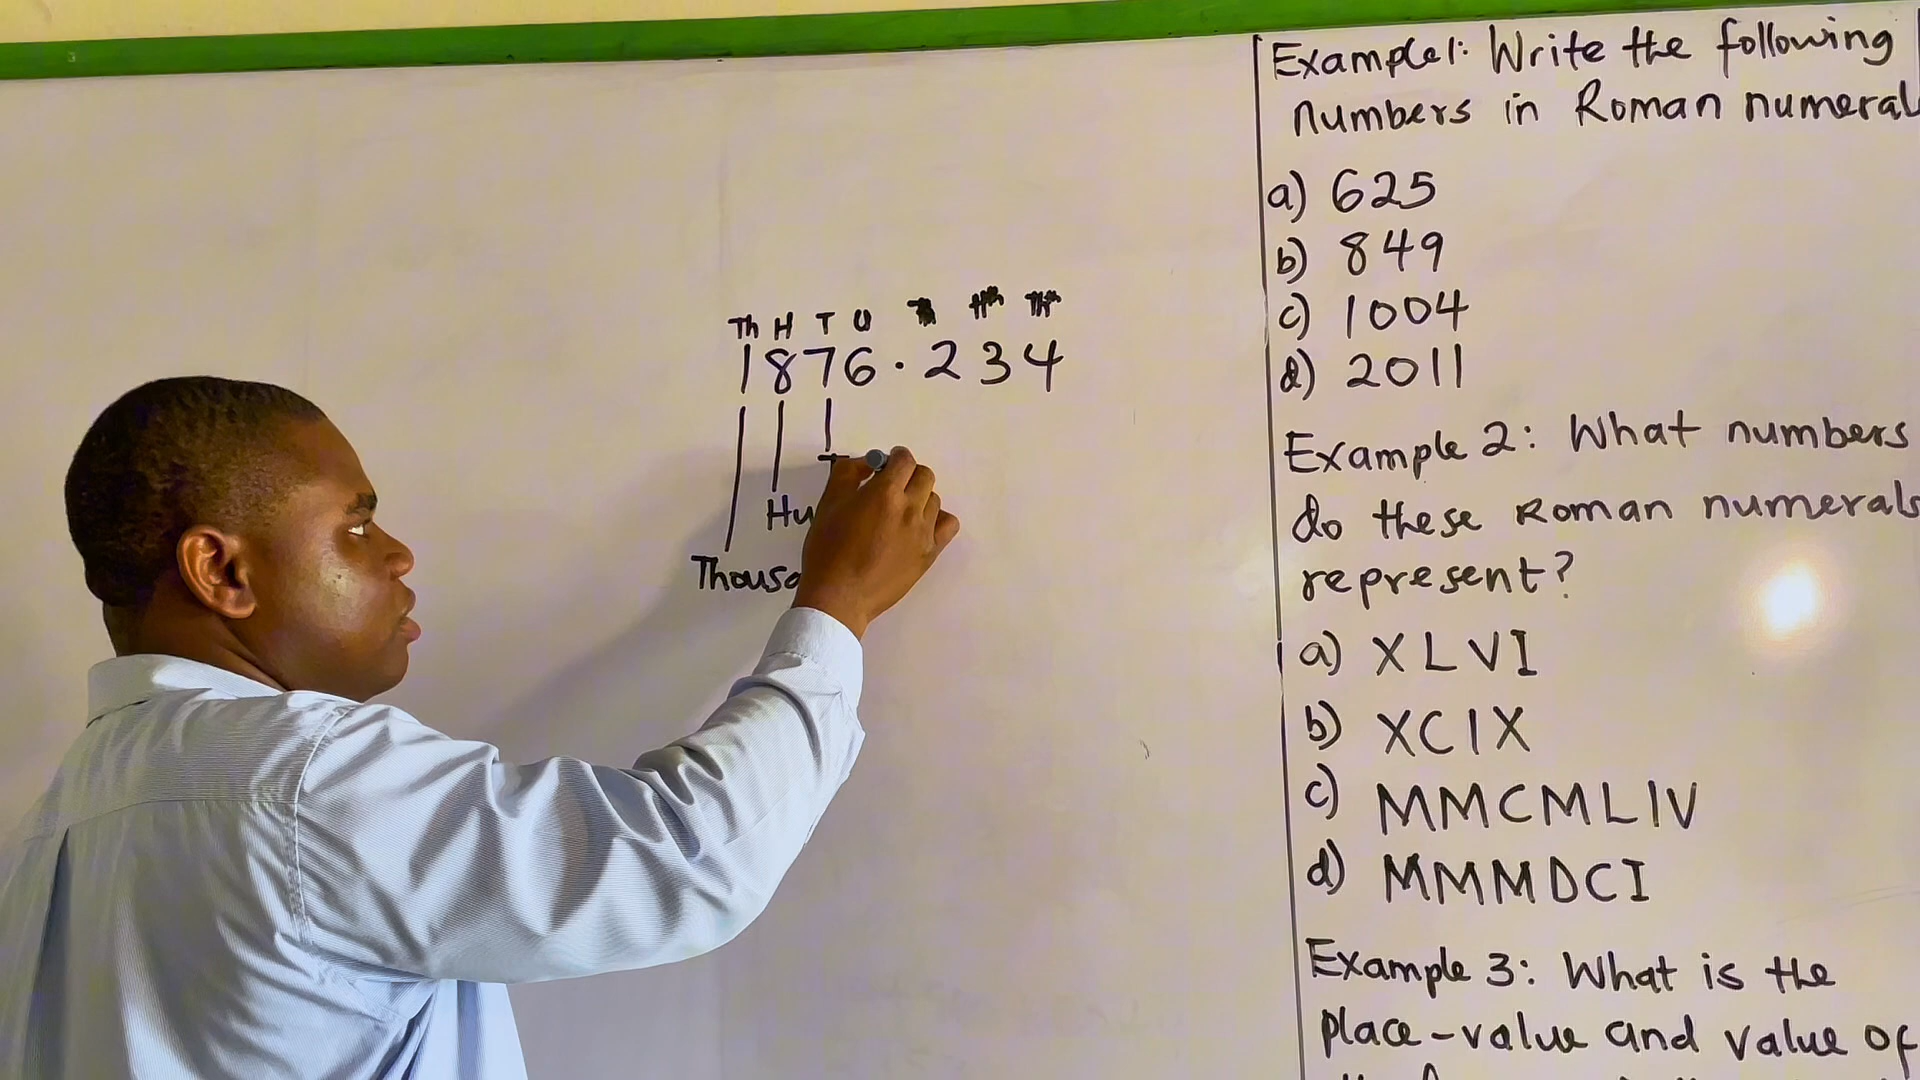 Th H T U Hth
1876.234
Hu
Thousa
Example1: Write the following
numbers in Roman numeral
a) 625
b) 849
c) 1004
d) 2011
Example 2: What numbers
do these Roman numerals
represent?
a) XLVI
b) XCIX
c) MMCMLIV
d) MMMDCI
Example 3: What is the
place-value and value of